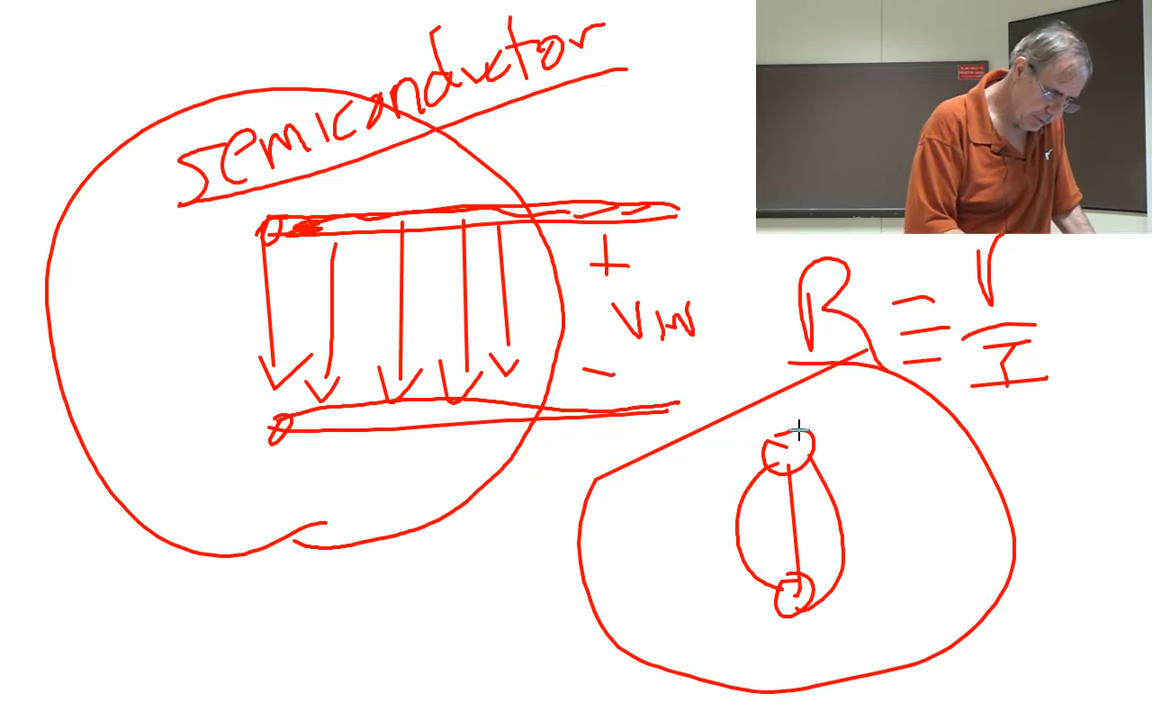 semiconductor
+
VIN
-
R ≡ V
I